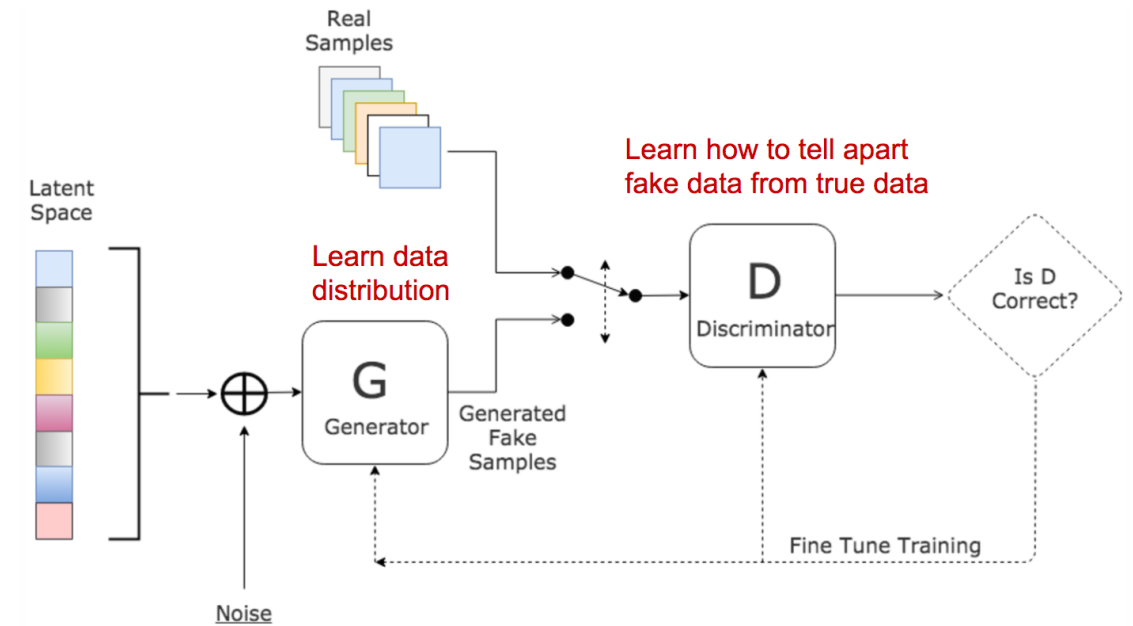 Real
Samples
Learn how to tell apart
fake data from true data
Latent
Space
Learn data
distribution
Is D
Correct?
D
Discriminator
G
Generator
Generated
Fake
Samples
Fine Tune Training
Noise